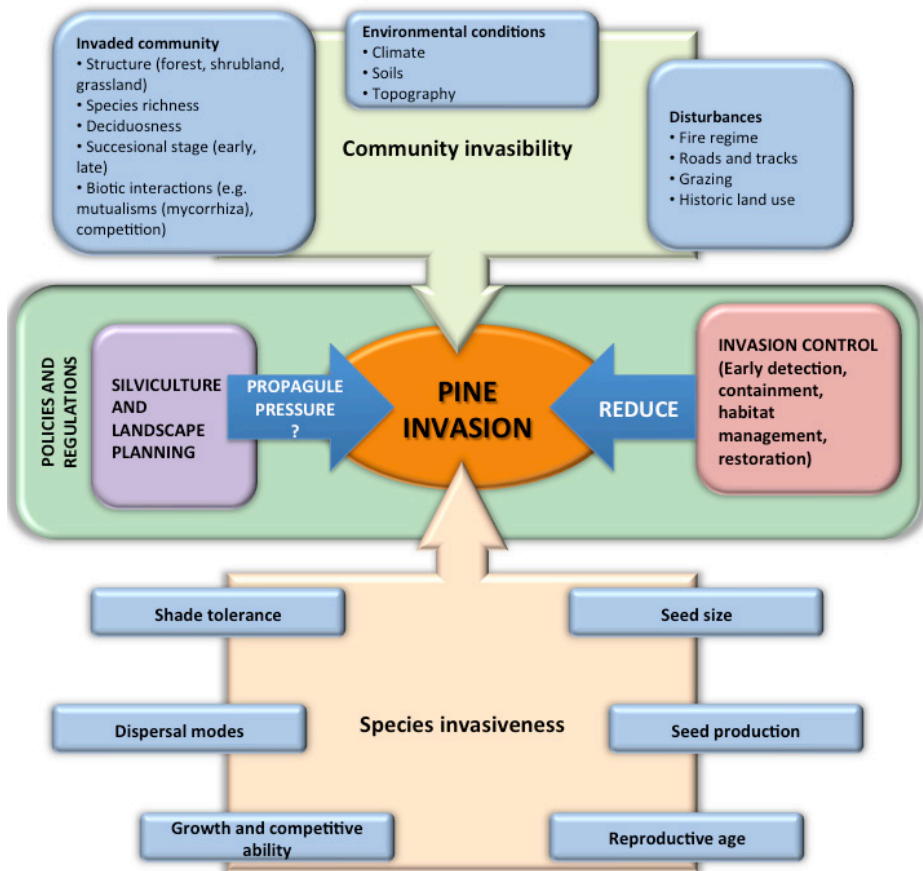 Invaded community
• Structure (forest, shrubland,
grassland)
• Species richness
• Deciduosness
• Succesional stage (early,
late)
• Biotic interactions (e.g.
mutualisms (mycorrhiza),
competition)
Environmental conditions
• Climate
• Soils
• Topography
Disturbances
• Fire regime
• Roads and tracks
• Grazing
• Historic land use
Community invasibility
POLICIES AND
REGULATIONS
SILVICULTURE
AND
LANDSCAPE
PLANNING
PROPAGULE
PRESSURE
?
PINE
INVASION
REDUCE
INVASION CONTROL
(Early detection,
containment,
habitat
management,
restoration)
Shade tolerance
Seed size
Dispersal modes
Species invasiveness
Seed production
Growth and competitive
ability
Reproductive age